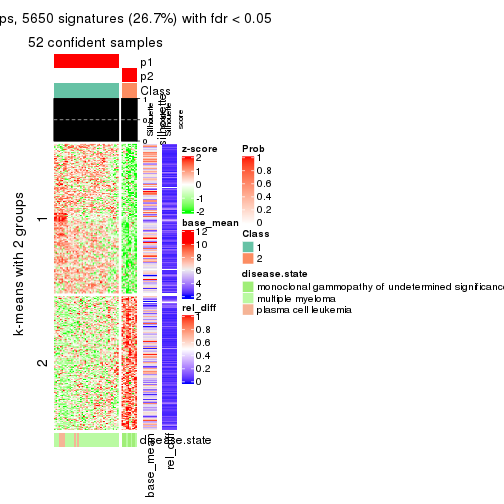 ps, 5650 signatures (26.7%) with fdr < 0.05
52 confident samples
p1
p2
Class
1
0
Silhouette
silhouette
Silhouette
score
k-means with 2 groups
1
2
z-score
2
1
0
-1
-2
base_mean
12
10
8
6
4
2
rel_diff
1
0.8
0.6
0.4
0.2
0
Prob
1
0.8
0.6
0.4
0.2
0
Class
1
2
disease.state
monoclonal gammopathy of undetermined significance
multiple myeloma
plasma cell leukemia
disease.state
base_mean
rel_diff